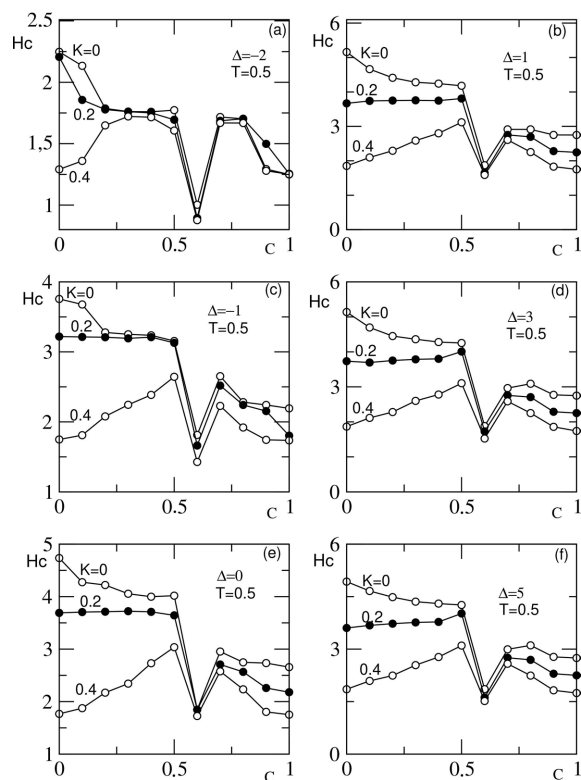 2.5
Hc
K=0
(a)
Δ=−2
T=0.5
2
1,5
0.2
0.4
1
0
0.5
C
1
6
Hc
K=0
(b)
Δ=1
T=0.5
0.2
3
0.4
0
0
0.5
C
1
4
Hc
K=0
(c)
Δ=−1
T=0.5
3
0.2
2
0.4
1
0
0.5
C
1
6
Hc
K=0
(d)
Δ=3
T=0.5
0.2
3
0.4
0
0
0.5
C
1
5
Hc
K=0
(e)
Δ=0
T=0.5
4
0.2
3
2
0.4
1
0
0.5
C
1
6
Hc
K=0
(f)
Δ=5
T=0.5
0.2
3
0.4
0
0
0.5
C
1